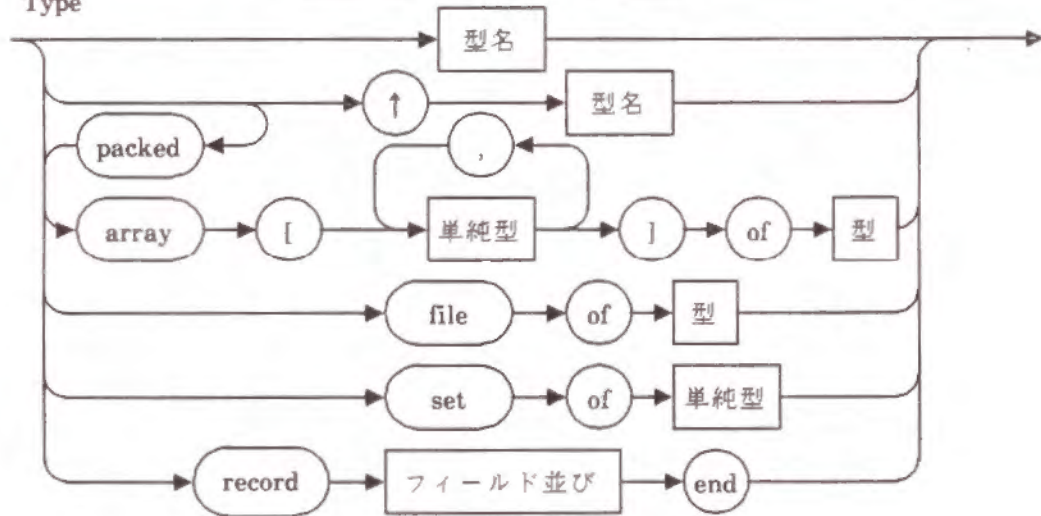 Type
型名
↑ 型名
packed
,
array [ 単純型 ] of 型
file of 型
set of 単純型
record フィールド並び end